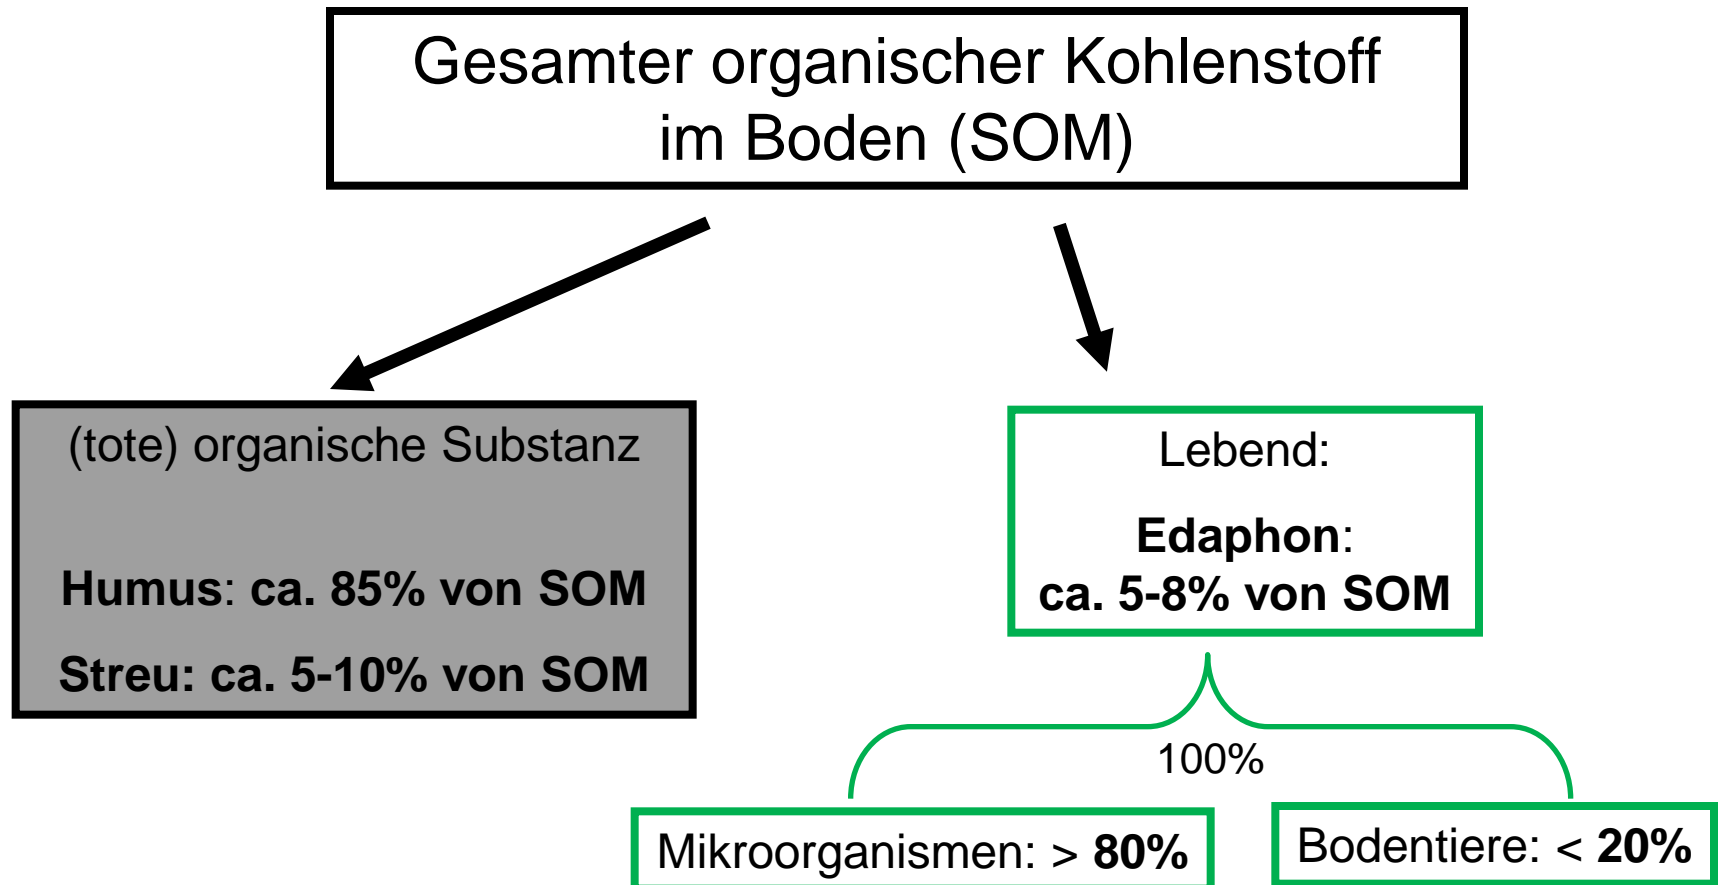 Gesamter organischer Kohlenstoff
im Boden (SOM)
(tote) organische Substanz
Humus: ca. 85% von SOM
Streu: ca. 5-10% von SOM
Lebend:
Edaphon:
ca. 5-8% von SOM
100%
Mikroorganismen: > 80%
Bodentiere: < 20%